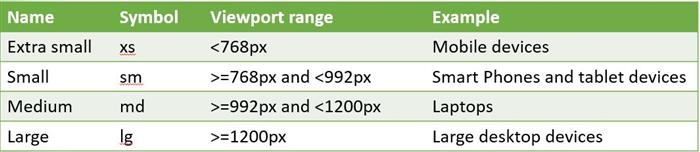 Name Symbol Viewport range Example
Extra small xs <768px Mobile devices
Small sm >=768px and <992px Smart Phones and tablet devices
Medium md >=992px and <1200px Laptops
Large lg >=1200px Large desktop devices